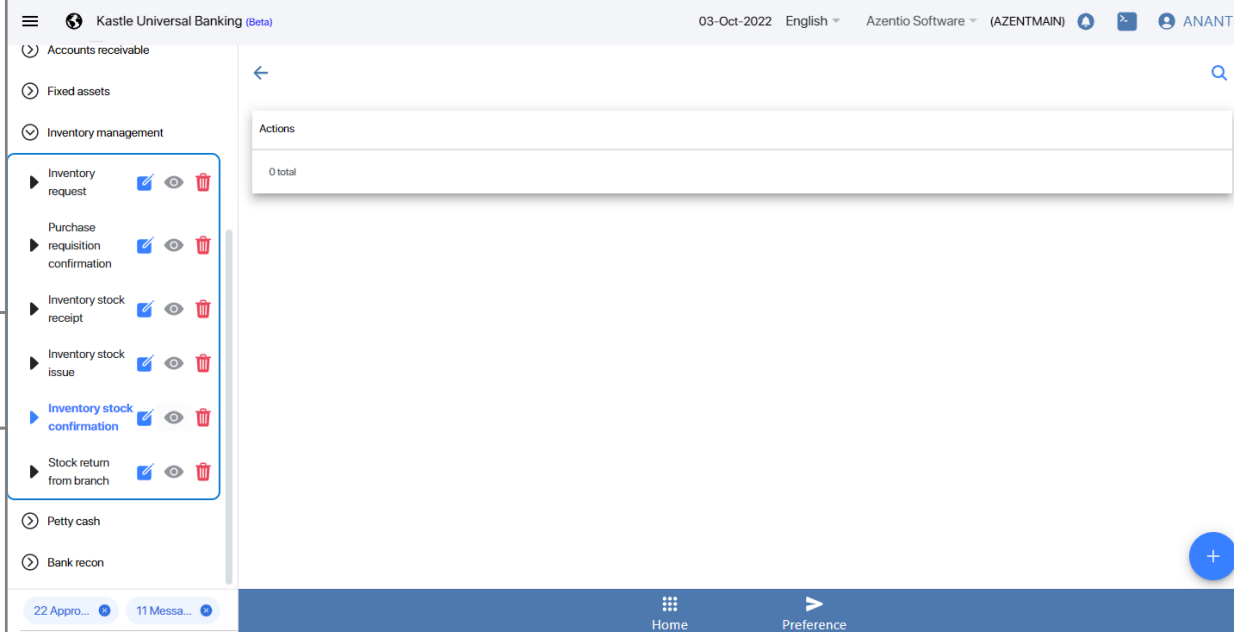 Kastle Universal Banking (Beta)
03-Oct-2022 English Azentio Software (AZENTMAIN) ANANT
Accounts receivable
Fixed assets
Inventory management
Inventory
request
Purchase
requisition
confirmation
Inventory stock
receipt
Inventory stock
issue
Inventory stock
confirmation
Stock return
from branch
Petty cash
Bank recon
22 Appro...
11 Messa...
Actions
0 total
Home
Preference